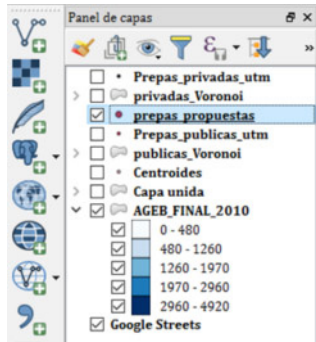 Panel de capas
Prepas_privadas_utm
privadas_Voronoi
prepas_propuestas
Prepas_publicas_utm
publicas_Voronoi
Centroides
Capa unida
AGEB_FINAL_2010
0 - 480
480 - 1260
1260 - 1970
1970 - 2960
2960 - 4920
Google Streets